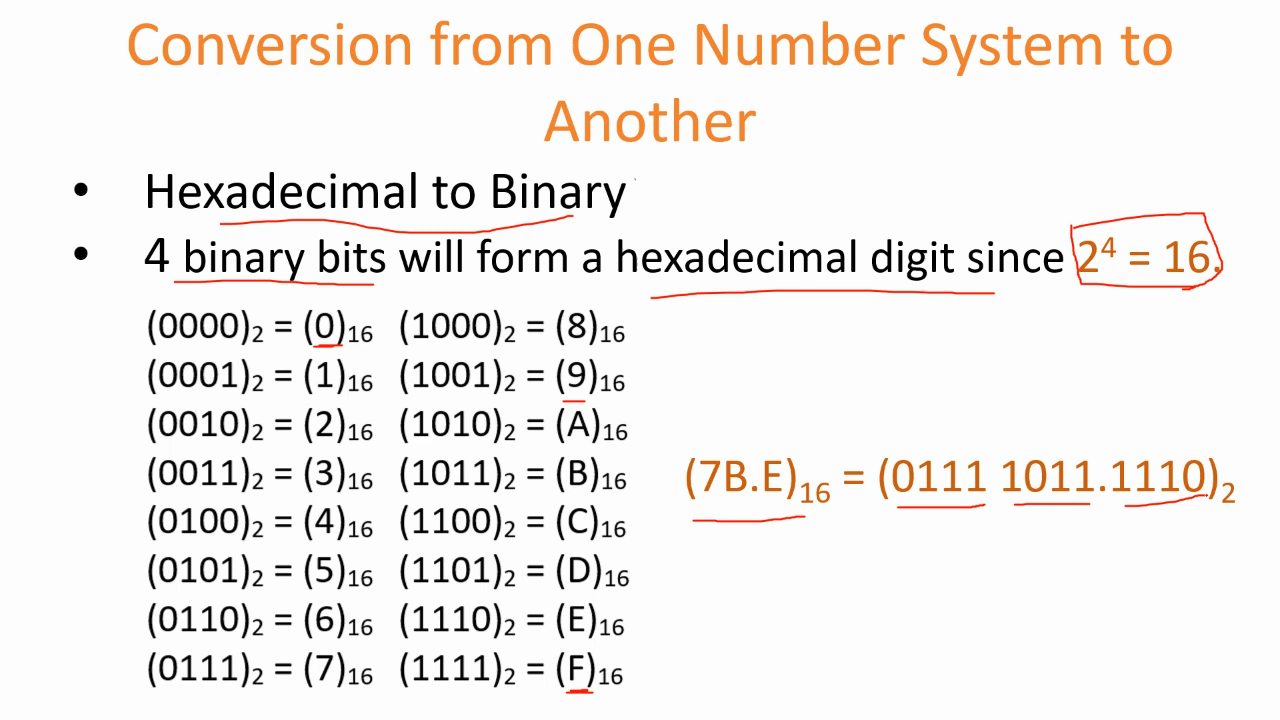 Conversion from One Number System to
Another
• Hexadecimal to Binary
• 4 binary bits will form a hexadecimal digit since 2⁴ = 16.
(0000)₂ = (0)₁₆ (1000)₂ = (8)₁₆
(0001)₂ = (1)₁₆ (1001)₂ = (9)₁₆
(0010)₂ = (2)₁₆ (1010)₂ = (A)₁₆
(0011)₂ = (3)₁₆ (1011)₂ = (B)₁₆
(0100)₂ = (4)₁₆ (1100)₂ = (C)₁₆
(0101)₂ = (5)₁₆ (1101)₂ = (D)₁₆
(0110)₂ = (6)₁₆ (1110)₂ = (E)₁₆
(0111)₂ = (7)₁₆ (1111)₂ = (F)₁₆
(7B.E)₁₆ = (0111 1011.1110)₂